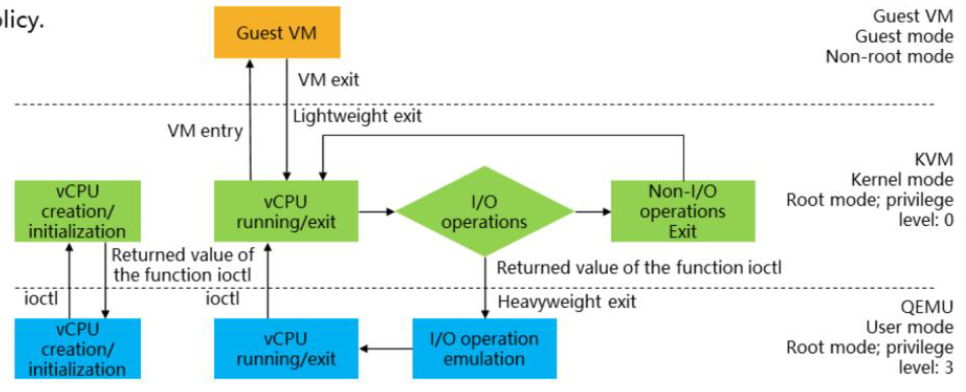 olicy.
Guest VM
Guest VM
Guest mode
Non-root mode
VM exit
Lightweight exit
VM entry
vCPU
creation/
initialization
vCPU
running/exit
I/O
operations
Non-I/O
operations
Exit
KVM
Kernel mode
Root mode; privilege
level: 0
Returned value of
the function ioctl
ioctl
ioctl
Returned value of the function ioctl
Heavyweight exit
vCPU
creation/
initialization
vCPU
running/exit
I/O operation
emulation
QEMU
User mode
Root mode; privilege
level: 3